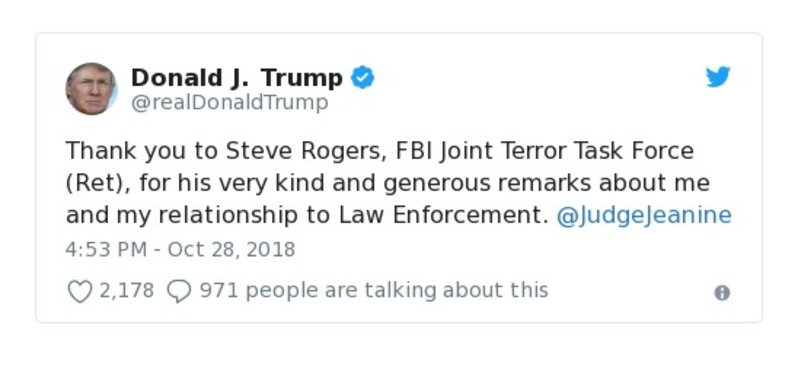 Donald J. Trump
@realDonaldTrump
Thank you to Steve Rogers, FBI Joint Terror Task Force
(Ret), for his very kind and generous remarks about me
and my relationship to Law Enforcement. @JudgeJeanine
4:53 PM - Oct 28, 2018
2,178 971 people are talking about this